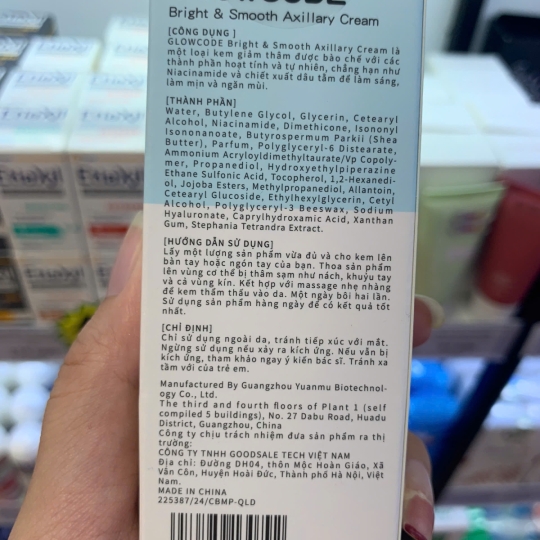 GLOWCODE
Bright & Smooth Axillary Cream
[CÔNG DỤNG ]
GLOWCODE Bright & Smooth Axillary Cream là
một loại kem giảm thâm được bào chế với các
thành phần hoạt tính và tự nhiên, chẳng hạn như
Niacinamide và chiết xuất dâu tằm để làm sáng,
làm mịn và ngăn mùi.
[THÀNH PHẦN]
Water, Butylene Glycol, Glycerin, Cetearyl
Alcohol, Niacinamide, Dimethicone, Isononyl
Isononanoate, Butyrospermum Parkii (Shea
Butter), Parfum, Polyglyceryl-6 Distearate,
Ammonium Acryloyldimethyltaurate/Vp Copoly-
mer, Propanediol, Hydroxyethylpiperazine
Ethane Sulfonic Acid, Tocopherol, 1,2-Hexanedi-
ol, Jojoba Esters, Methylpropanediol, Allantoin,
Cetearyl Glucoside, Ethylhexylglycerin, Cetyl
Alcohol, Polyglyceryl-3 Beeswax, Sodium
Hyaluronate, Caprylhydroxamic Acid, Xanthan
Gum, Stephania Tetrandra Extract.
[HƯỚNG DẪN SỬ DỤNG]
Lấy một lượng sản phẩm vừa đủ và cho kem lên
bàn tay hoặc ngón tay của bạn. Thoa sản phẩm
lên vùng cơ thể bị thâm sạm như nách, khuỷu tay
và cả vùng kín. Kết hợp với massage nhẹ nhàng
để kem thẩm thấu vào da. Một ngày bôi hai lần.
Sử dụng sản phẩm hàng ngày để có kết quả tốt
nhất.
[CHỈ ĐỊNH]
Chỉ sử dụng ngoài da, tránh tiếp xúc với mắt.
Ngừng sử dụng nếu xảy ra kích ứng. Nếu vẫn bị
kích ứng, tham khảo ngay ý kiến bác sĩ. Tránh xa
tầm với của trẻ em.
Manufactured By Guangzhou Yuanmu Biotechnol-
ogy Co., Ltd.
The third and fourth floors of Plant 1 (self
compiled 5 buildings), No. 27 Dabu Road, Huadu
District, Guangzhou, China
Công ty chịu trách nhiệm đưa sản phẩm ra thị
trường:
CÔNG TY TNHH GOODSALE TECH VIỆT NAM
Địa chỉ: Đường DH04, thôn Mộc Hoàn Giáo, Xã
Vân Côn, Huyện Hoài Đức, Thành phố Hà Nội, Việt
Nam.
MADE IN CHINA
225387/24/CBMP-QLD